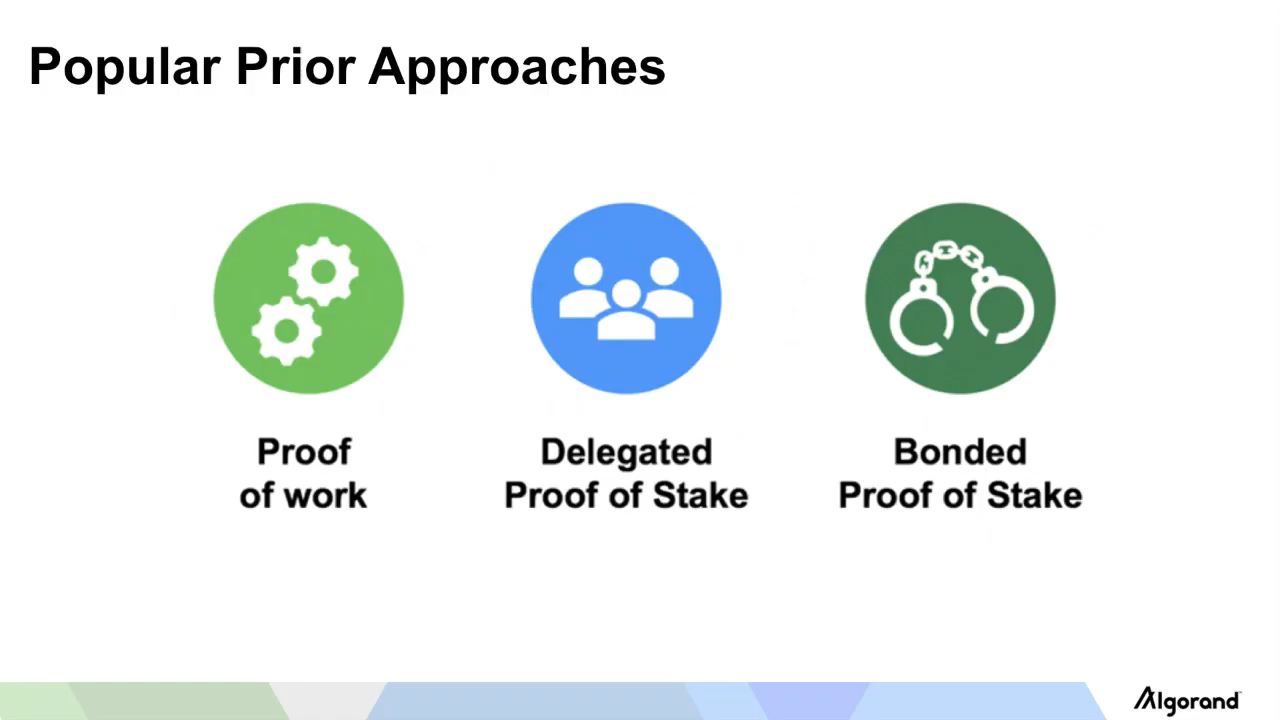 Popular Prior Approaches
Proof
of work
Delegated
Proof of Stake
Bonded
Proof of Stake
Algorand